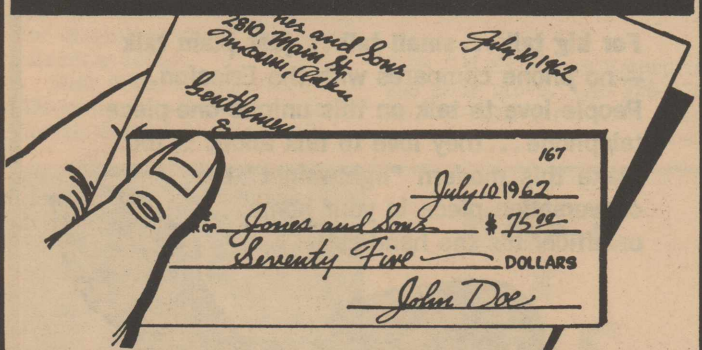 nes and Sons
2810 Main St
July 10, 1962
Gentlemen
167
July 10 1962
OF Jones and Sons $ 75 00
Seventy Five DOLLARS
John Doe